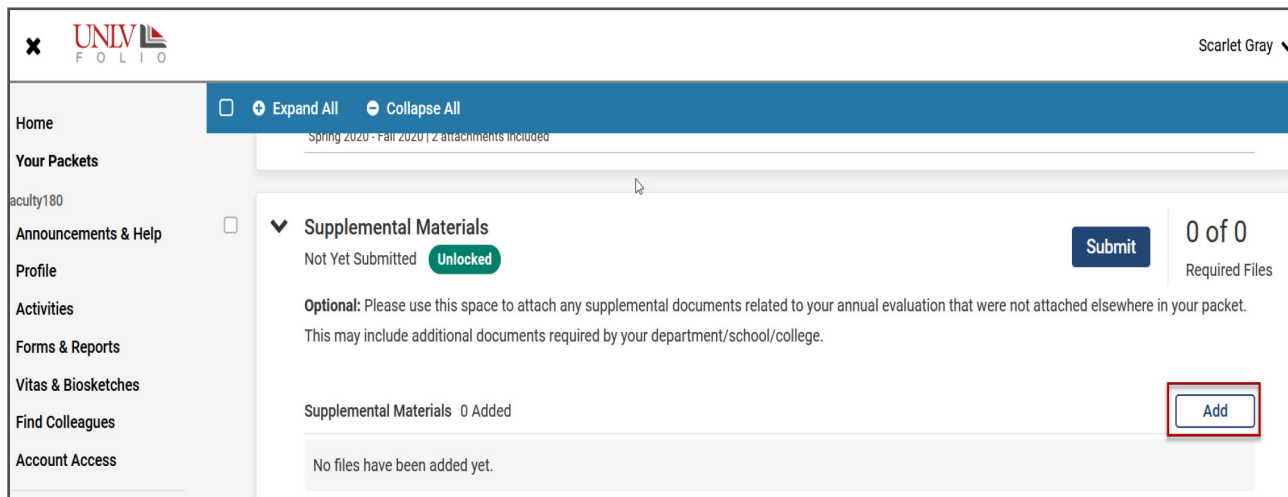 UNLV
FOLIO
Scarlet Gray
Expand All Collapse All
Home
Your Packets
aculty180
Announcements & Help
Profile
Activities
Forms & Reports
Vitas & Biosketches
Find Colleagues
Account Access
Spring 2020 - Fall 2020 | 2 attachments included
Supplemental Materials
Not Yet Submitted Unlocked
Submit
0 of 0
Required Files
Optional: Please use this space to attach any supplemental documents related to your annual evaluation that were not attached elsewhere in your packet.
This may include additional documents required by your department/school/college.
Supplemental Materials 0 Added
Add
No files have been added yet.